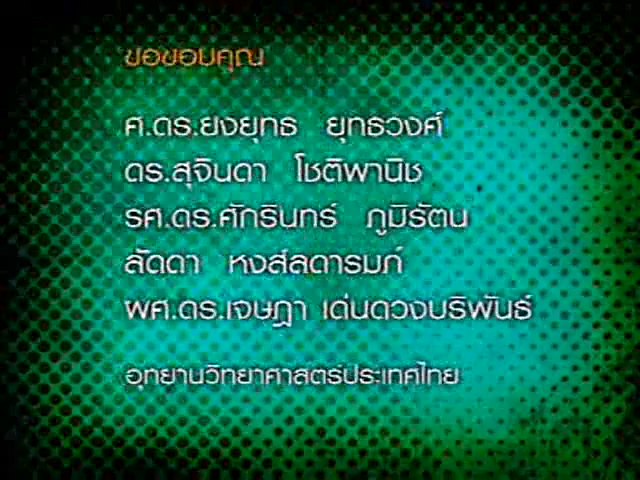 ขอขอบคุณ
ศ.ดร.ยงยุทธ ยุทธวงศ์
ดร.สุจินดา โชติพานิช
รศ.ดร.ศักรินทร์ ภูมิรัตน
ลัดดา หงส์ลดารมภ์
ผศ.ดร.เจษฎา เด่นดวงบริพันธ์
อุทยานวิทยาศาสตร์ประเทศไทย